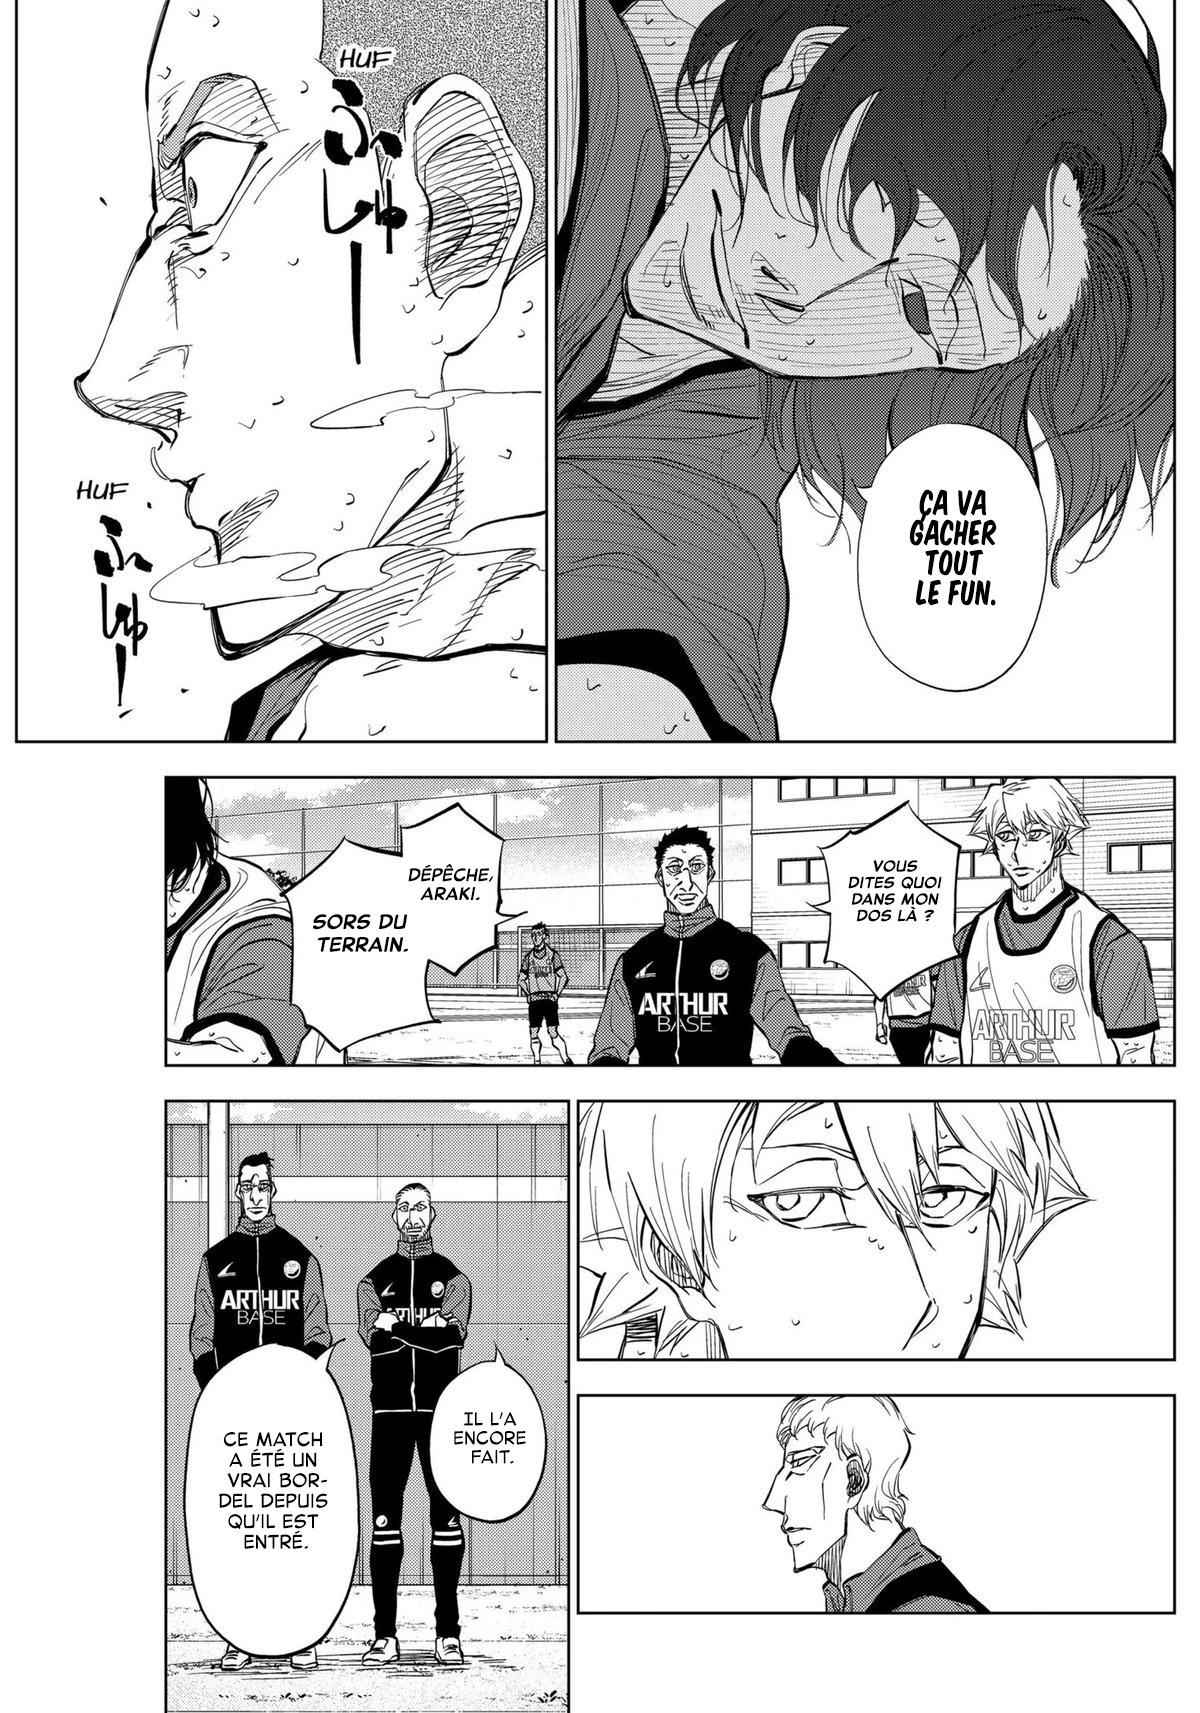 ÇA VA
GACHER
TOUT
LE FUN.
HUF
ふしゅー
HUF
ふしゅー
VOUS
DITES QUOI
DANS MON
DOS LÀ ?
DÉPÊCHE,
ARAKI.
SORS DU
TERRAIN.
ARTHUR
BASE
ARTHUR
BASE
IL L'A
ENCORE
FAIT.
CE MATCH
A ÉTÉ UN
VRAI BOR-
DEL DEPUIS
QU'IL EST
ENTRÉ.
ARTHUR
BASE
ARTHUR